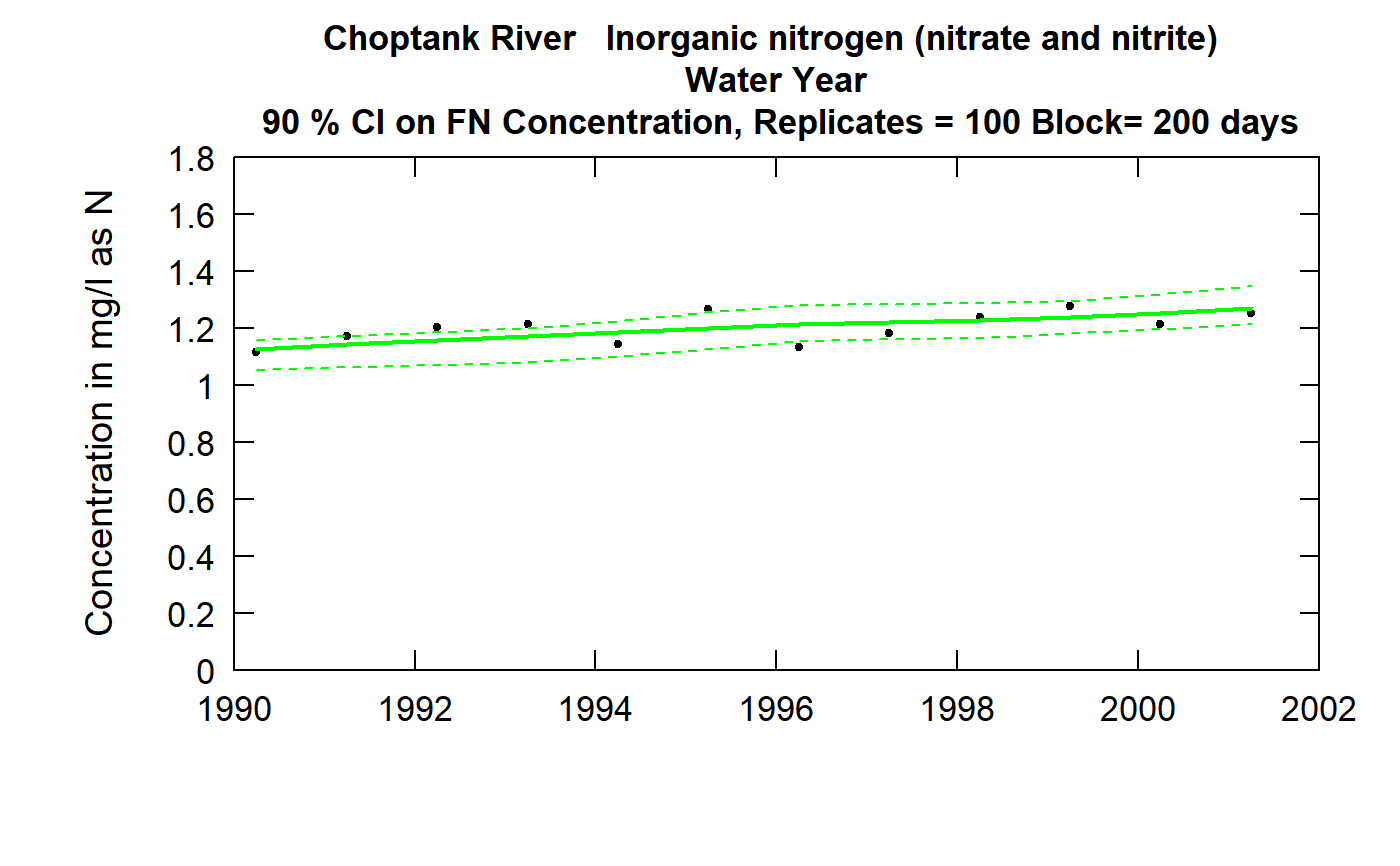 Choptank River   Inorganic nitrogen (nitrate and nitrite)
Water Year
90 % CI on FN Concentration, Replicates = 100 Block= 200 days
Concentration in mg/l as N
1.8
1.6
1.4
1.2
1
0.8
0.6
0.4
0.2
0
1990 1992 1994 1996 1998 2000 2002